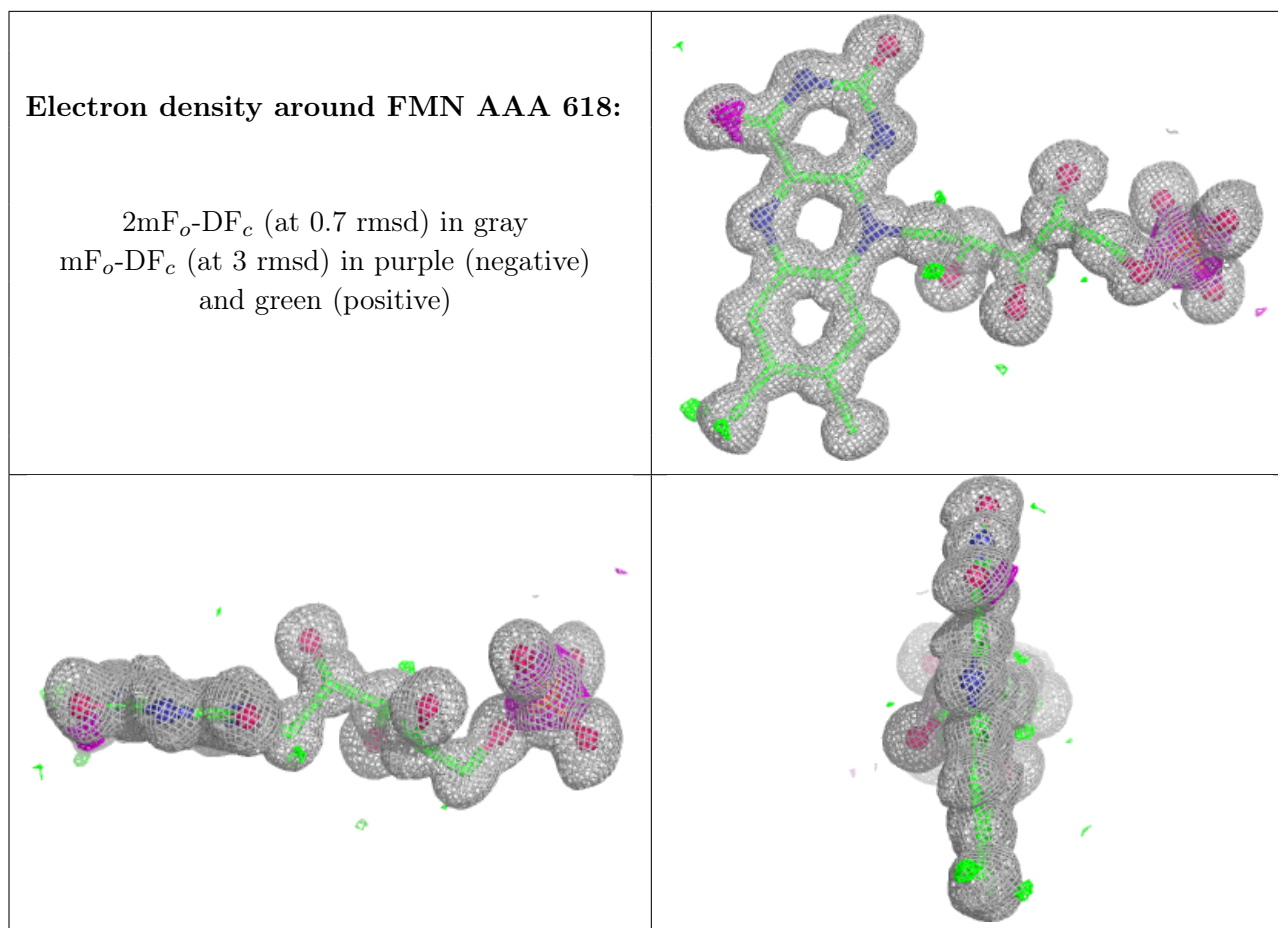 Electron density around FMN AAA 618:
2mFo-DFc (at 0.7 rmsd) in gray
mFo-DFc (at 3 rmsd) in purple (negative)
and green (positive)